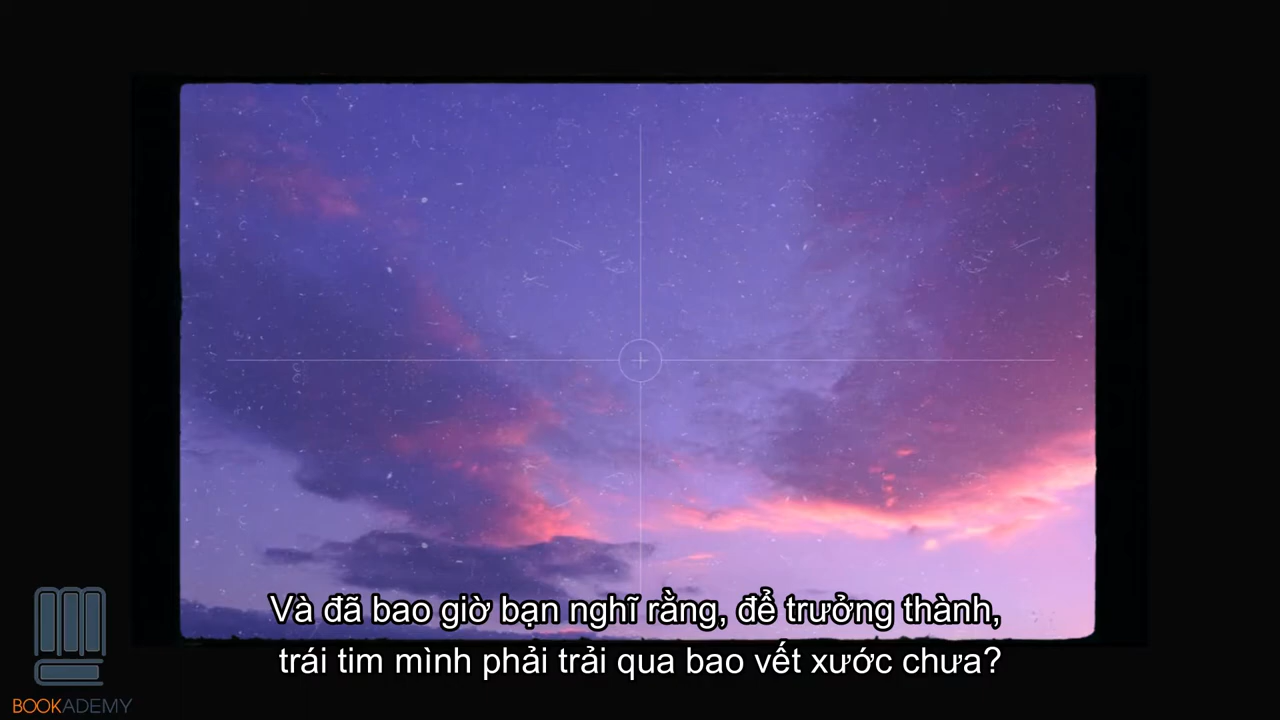 Và đã bao giờ bạn nghĩ rằng, để trưởng thành,
trái tim mình phải trải qua bao vết xước chưa?
BOOKADEMY